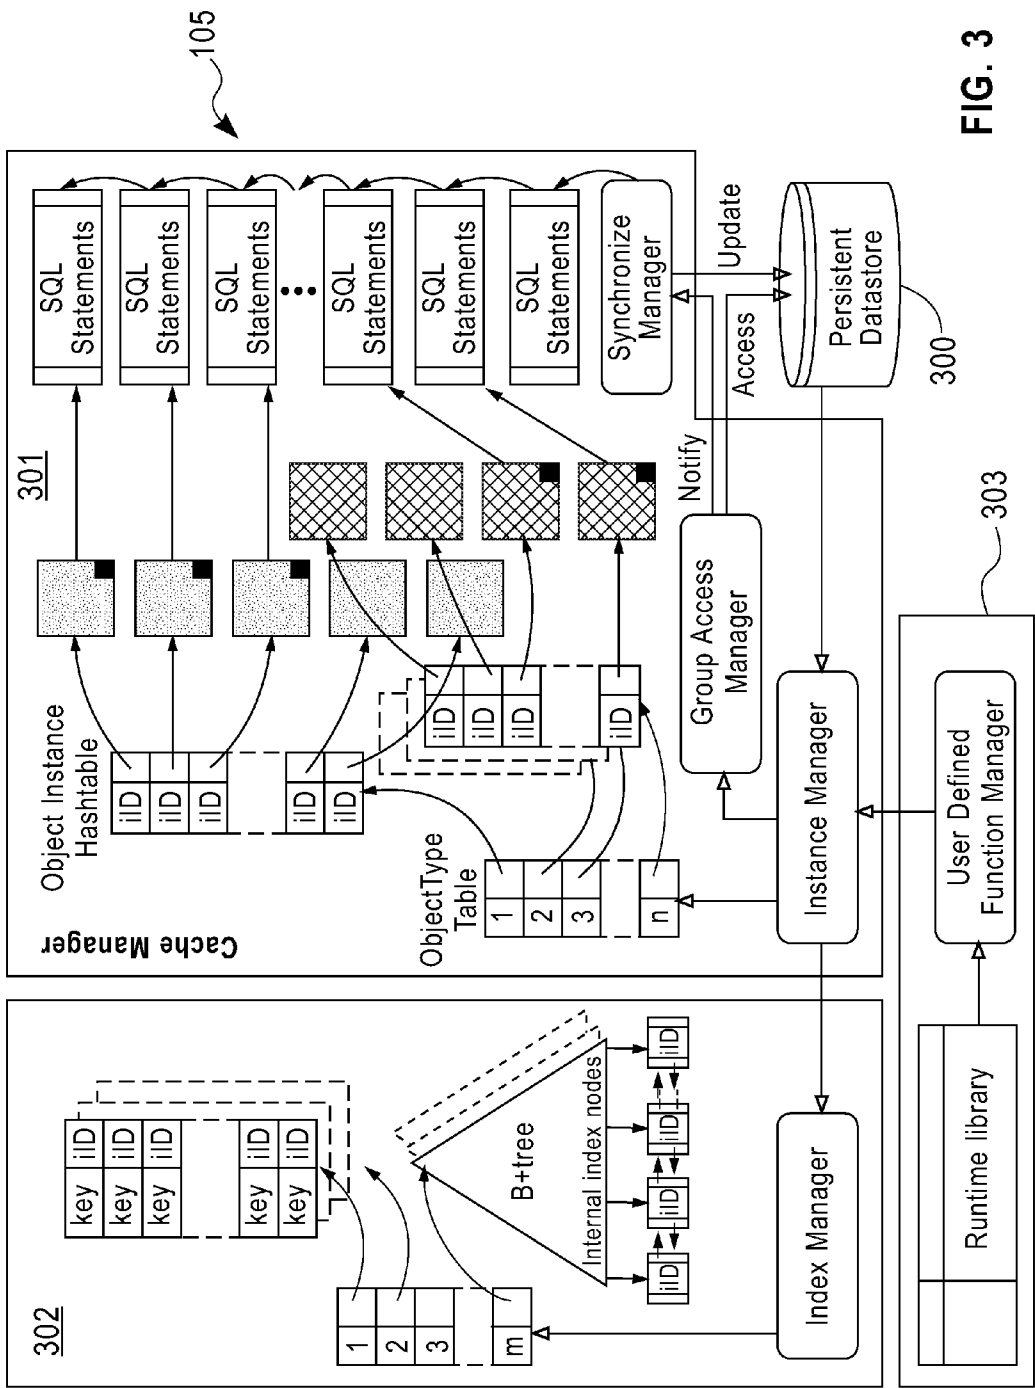 302
1
2
3
m
key iID
key iID
key iID
key iID
key iID
B+tree
Internal index nodes
iID
iID
iID
iID
Index Manager
Cache Manager
301
Object Instance
Hashtable
iID
iID
iID
iID
iID
ObjectType
Table
1
2
3
n
iID
iID
iID
iID
Instance Manager
Group Access
Manager
Notify
Access
Update
SQL
Statements
SQL
Statements
SQL
Statements
SQL
Statements
SQL
Statements
SQL
Statements
Synchronize
Manager
105
Persistent
Datastore
300
303
Runtime library
User Defined
Function Manager
FIG. 3